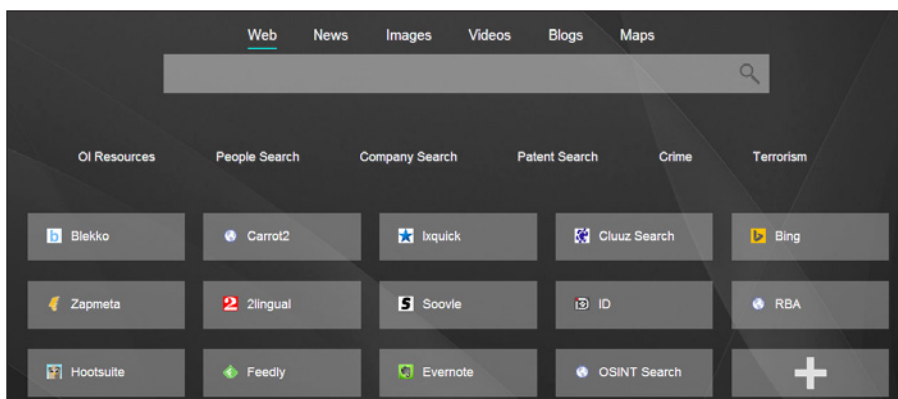 Web News Images Videos Blogs Maps
OI Resources People Search Company Search Patent Search Crime Terrorism
Blekko Carrot2 Ixquick Cluuz Search Bing
Zapmeta 2lingual Soovle ID RBA
Hootsuite Feedly Evernote OSINT Search